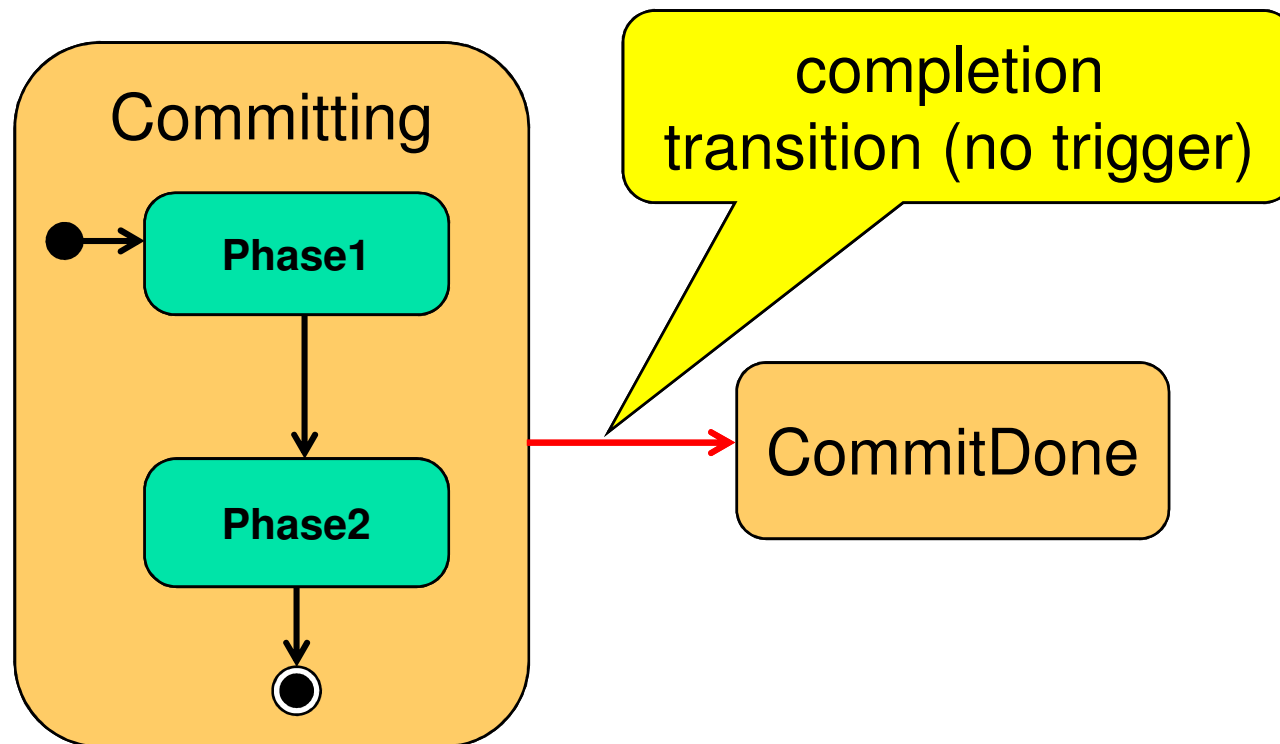 completion
transition (no trigger)
Committing
Phase1
CommitDone
Phase2